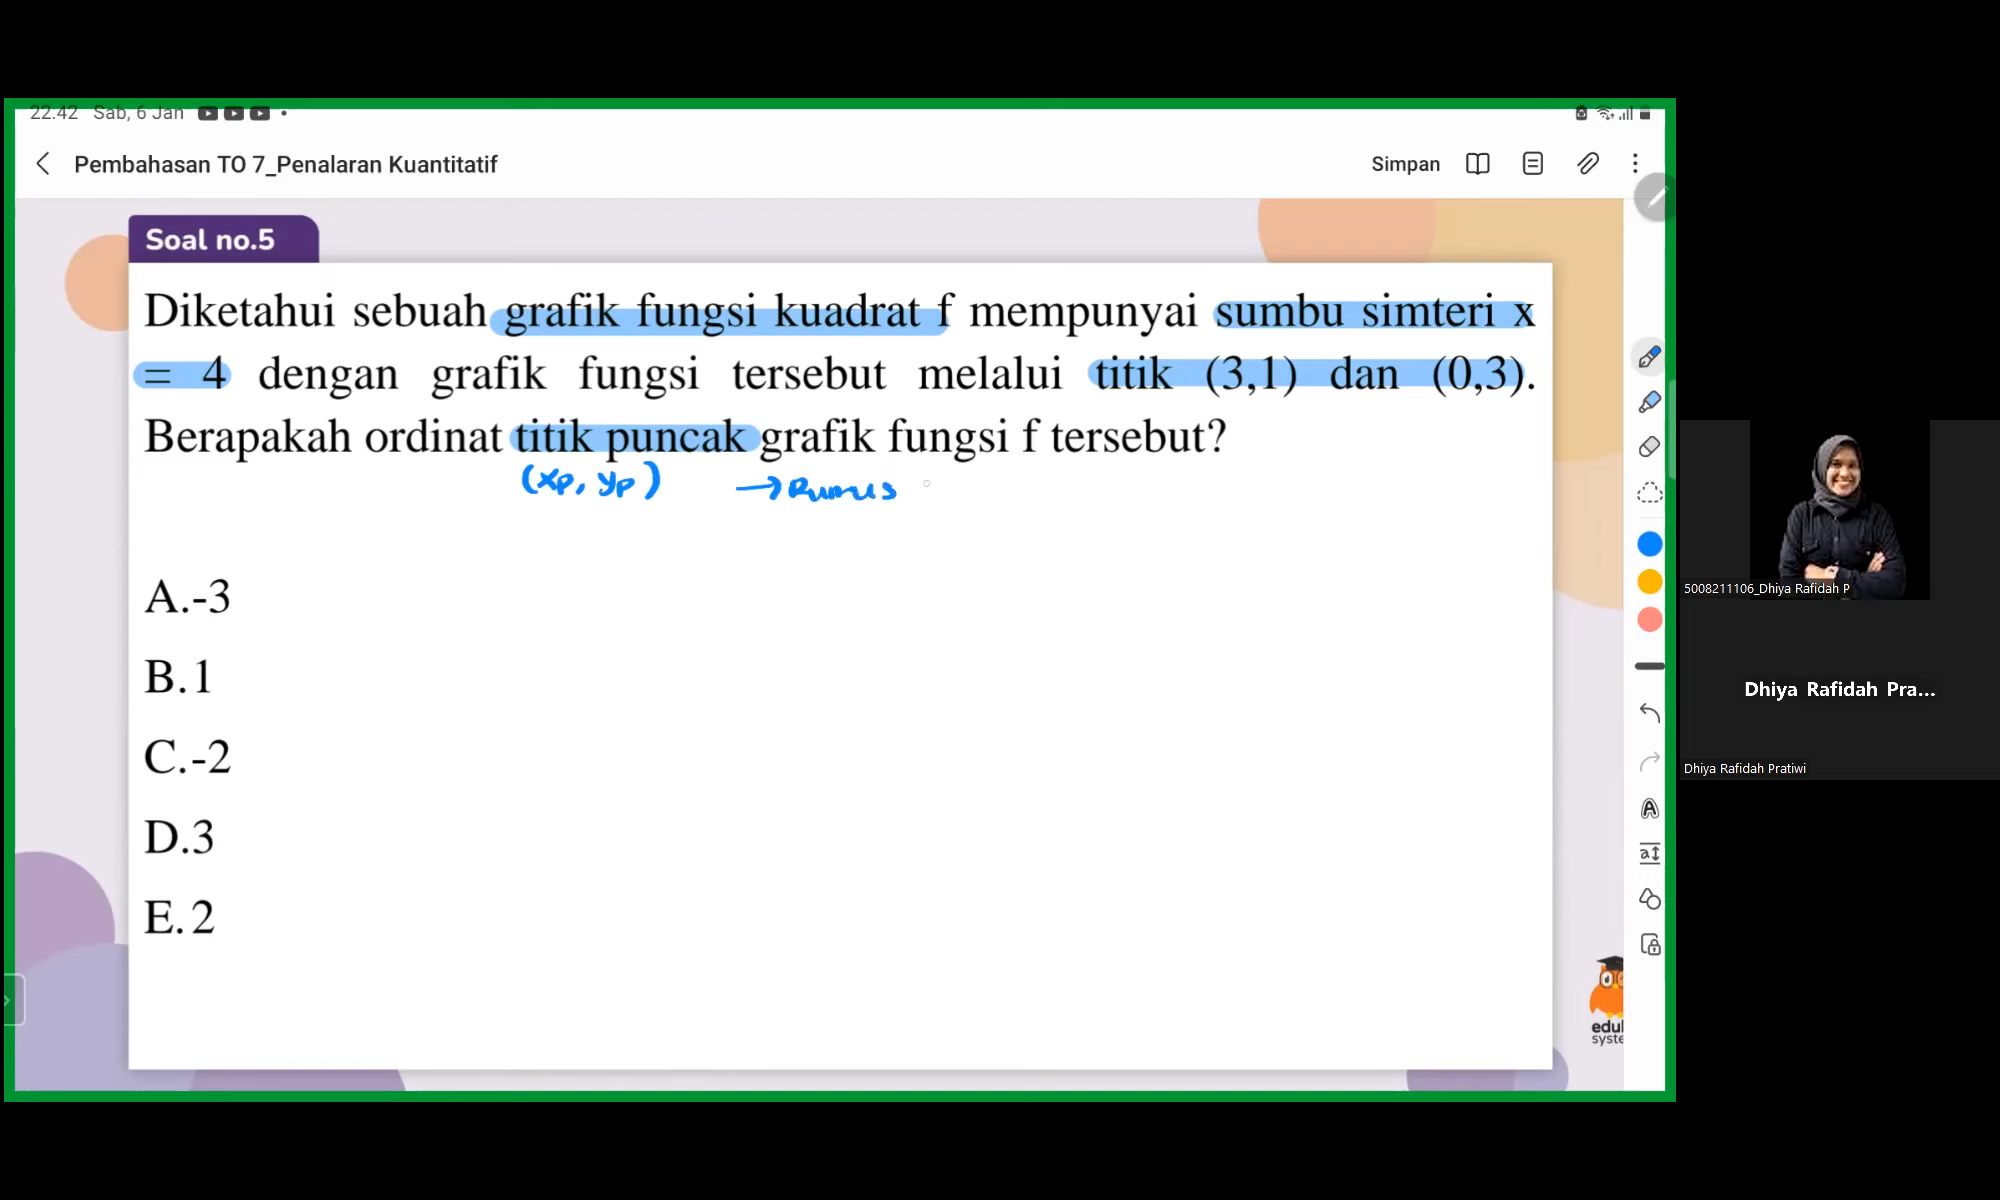 22.42 Sab, 6 Jan
Pembahasan TO 7_Penalaran Kuantitatif
Simpan
Soal no.5
Diketahui sebuah grafik fungsi kuadrat f mempunyai sumbu simteri x
= 4 dengan grafik fungsi tersebut melalui titik (3,1) dan (0,3).
Berapakah ordinat titik puncak grafik fungsi f tersebut?
(xp, yp) → Rumus
A.-3
B.1
C.-2
D.3
E.2
5008211106_Dhiya Rafidah P
Dhiya Rafidah Pra...
Dhiya Rafidah Pratiwi